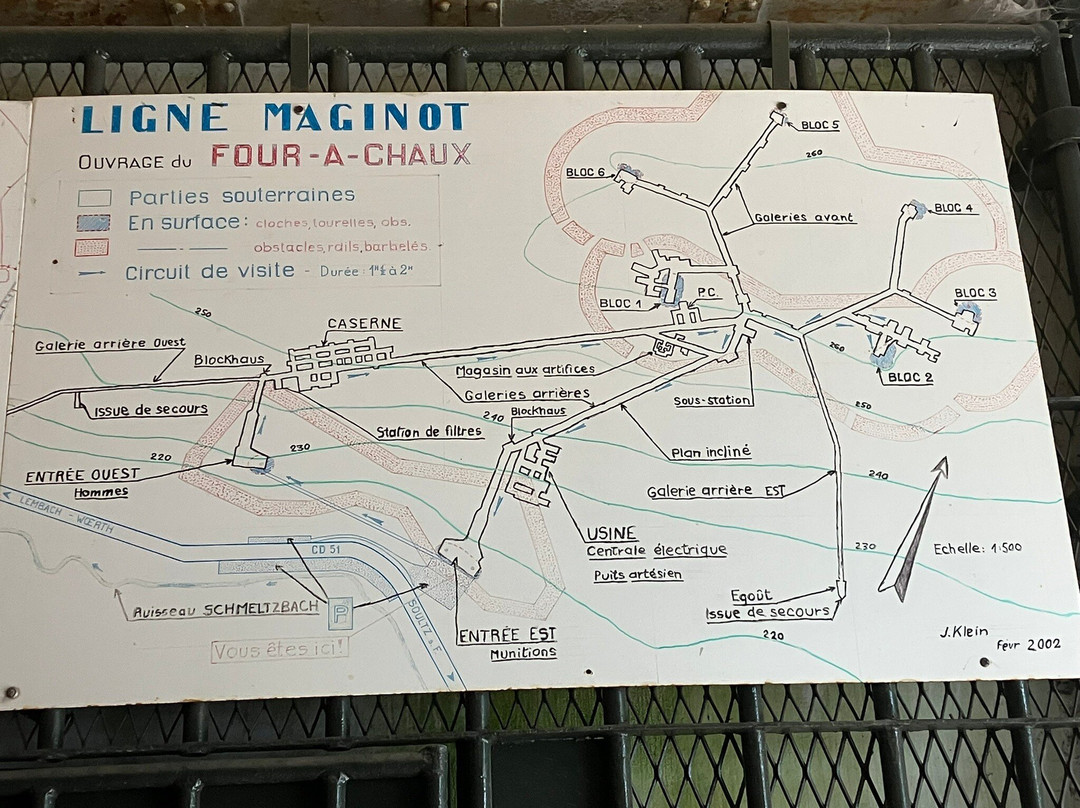 LIGNE MAGINOT
OUVRAGE du FOUR-A-CHAUX
Parties souterraines
En surface: cloches, tourelles, obs.
obstacles, rails, barbelés.
Circuit de visite - Durée: 1H½ à 2H
BLOC 5
260
BLOC 6
Galeries avant
BLOC 4
BLOC 1
P.C.
BLOC 3
250
CASERNE
Galerie arrière Ouest
Blockhaus
260
Magasin aux artifices
BLOC 2
Galeries arrières
Issue de secours
Sous-station
250
240
Blockhaus
Station de filtres
220
230
Plan incliné
ENTRÉE OUEST
Hommes
240
Galerie arrière EST
LEMBACH - WŒRTH
USINE
Centrale électrique
Puits artésien
CD 51
230
Echelle: 1:500
Ruisseau SCHMELTZBACH
P
SOULTZ s. F.
Egoût
Issue de secours
Vous êtes ici!
ENTRÉE EST
Munitions
220
J. Klein
Fevr 2002